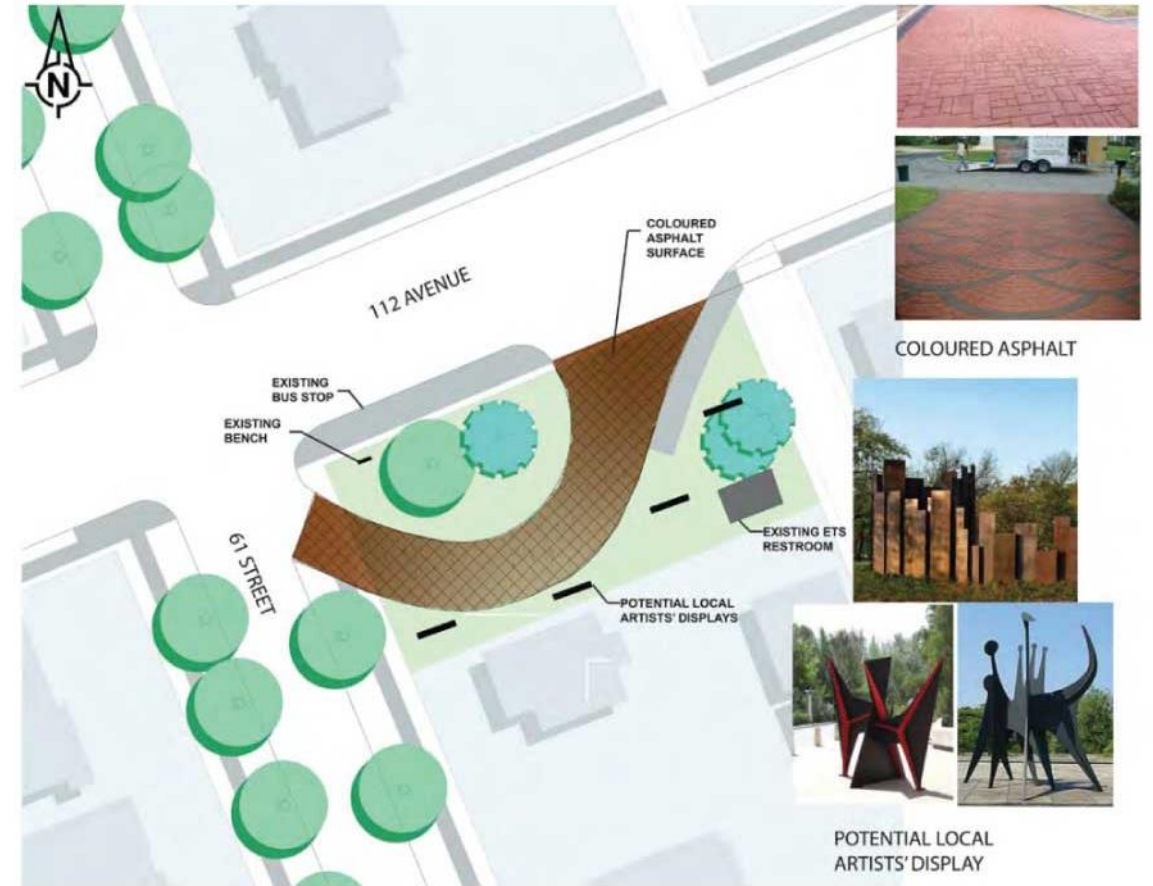 N
COLOURED
ASPHALT
SURFACE
112 AVENUE
COLOURED ASPHALT
EXISTING
BUS STOP
EXISTING
BENCH
61 STREET
EXISTING ETS
RESTROOM
POTENTIAL LOCAL
ARTISTS' DISPLAYS
POTENTIAL LOCAL
ARTISTS' DISPLAY